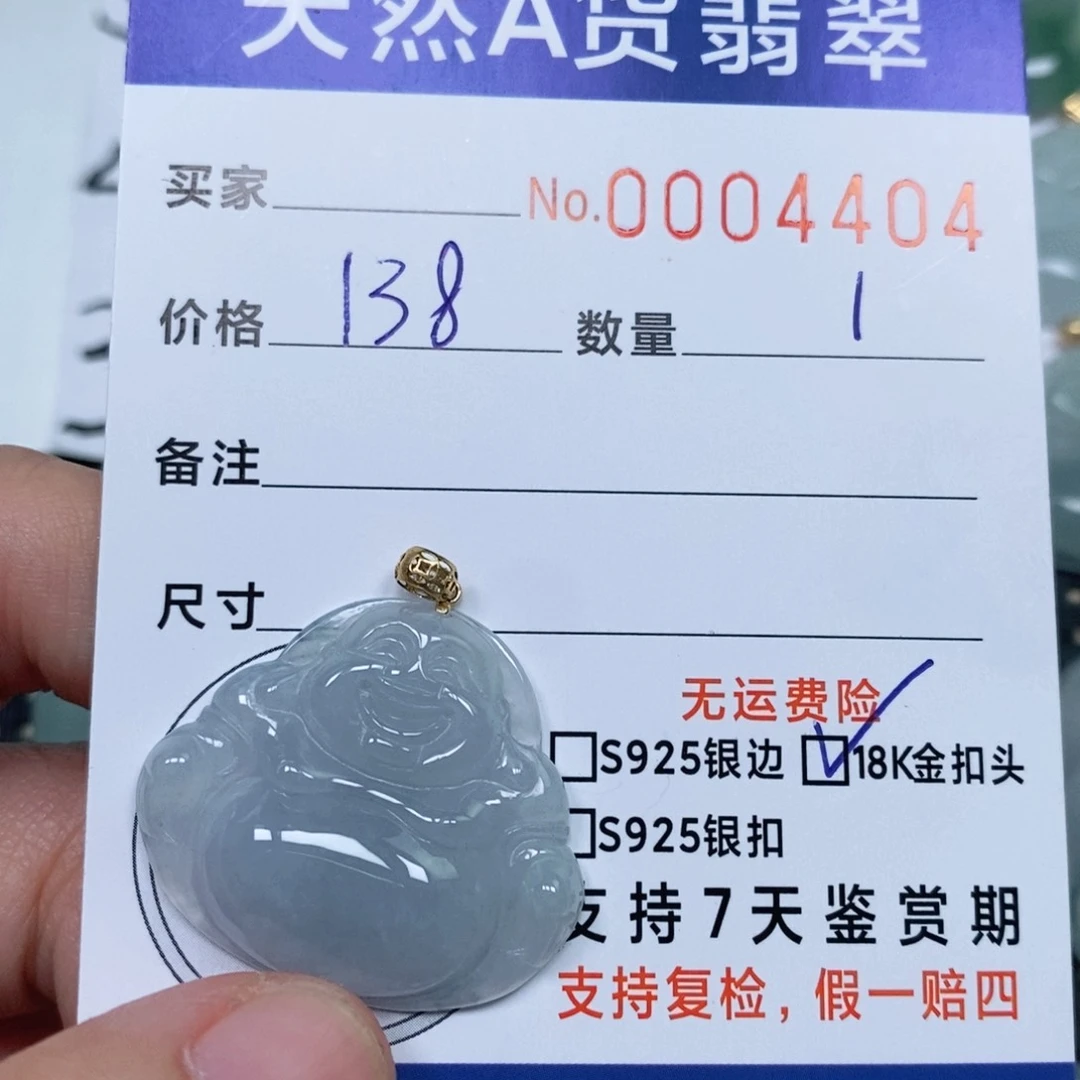 天然A货翡翠
买家 No.0004404
价格 138 数量 1
备注
尺寸
无运费险
S925银边 18K金扣头
S925银扣
支持7天鉴赏期
支持复检，假一赔四